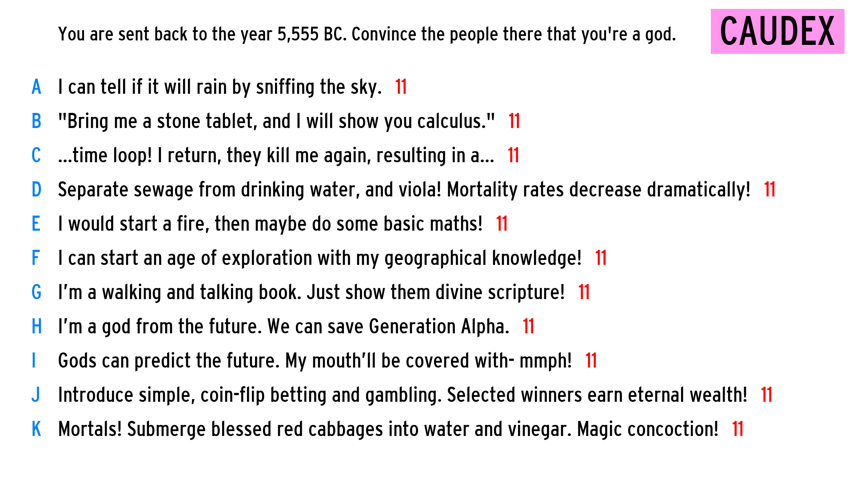 You are sent back to the year 5,555 BC. Convince the people there that you're a god.
CAUDEX
A I can tell if it will rain by sniffing the sky. 11
B "Bring me a stone tablet, and I will show you calculus." 11
C ...time loop! I return, they kill me again, resulting in a... 11
D Separate sewage from drinking water, and viola! Mortality rates decrease dramatically! 11
E I would start a fire, then maybe do some basic maths! 11
F I can start an age of exploration with my geographical knowledge! 11
G I'm a walking and talking book. Just show them divine scripture! 11
H I'm a god from the future. We can save Generation Alpha. 11
I Gods can predict the future. My mouth'll be covered with- mmph! 11
J Introduce simple, coin-flip betting and gambling. Selected winners earn eternal wealth! 11
K Mortals! Submerge blessed red cabbages into water and vinegar. Magic concoction! 11